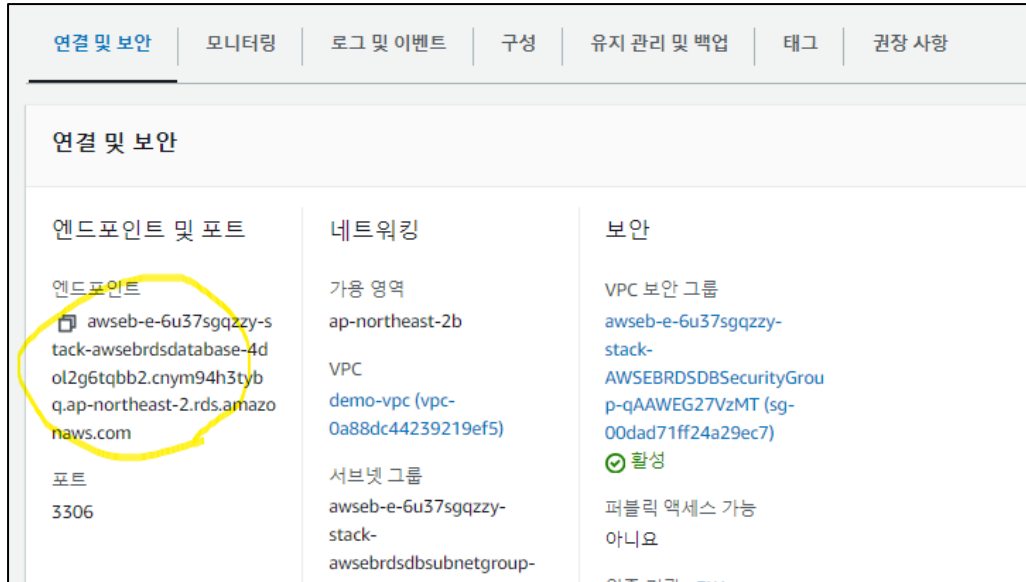 연결 및 보안
모니터링
로그 및 이벤트
구성
유지 관리 및 백업
태그
권장 사항
연결 및 보안
엔드포인트 및 포트
엔드포인트
awseb-e-6u37sgqzzy-s
tack-awsebrdsdatabase-4d
ol2g6tqbb2.cnym94h3tyb
q.ap-northeast-2.rds.amazo
naws.com
포트
3306
네트워킹
가용 영역
ap-northeast-2b
VPC
demo-vpc (vpc-
0a88dc44239219ef5)
서브넷 그룹
awseb-e-6u37sgqzzy-
stack-
awsebrdsdbsubnetgroup-
보안
VPC 보안 그룹
awseb-e-6u37sgqzzy-
stack-
AWSEBRDSDBSecurityGrou
p-qAAWEG27VzMT (sg-
00dad71ff24a29ec7)
활성
퍼블릭 액세스 가능
아니요